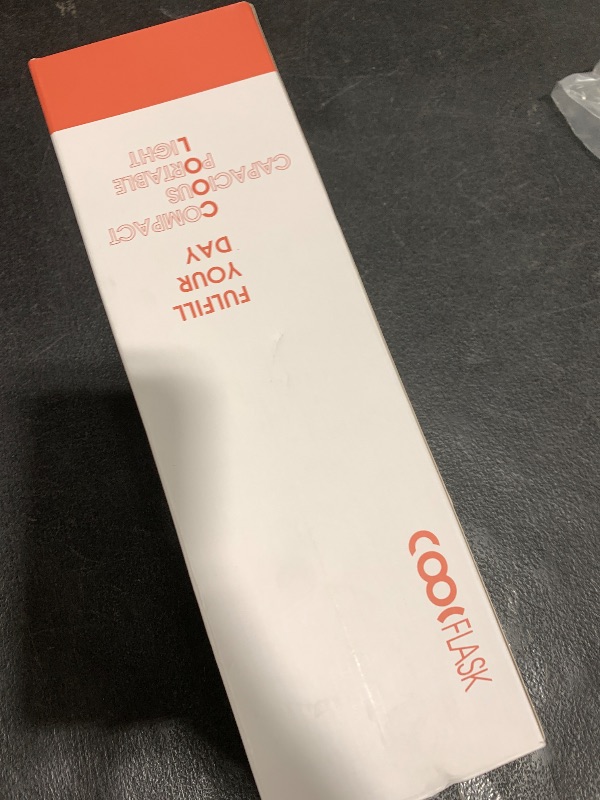 FULFILL
YOUR
DAY
COMPACT
CAPACIOUS
PORTABLE
LIGHT
COOLFLASK